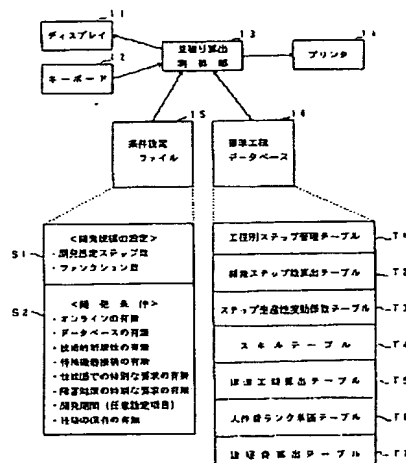 11
ディスプレイ
12
キーボード
13
見積り算出
制御部
14
プリンタ
15
条件設定
ファイル
16
標準工程
データベース
S1
<開発規模の設定>
・開発想定ステップ数
・ファンクション数
S2
<開発条件>
・オンラインの有無
・データベースの有無
・技術的新規性の有無
・特殊機器接続の有無
・性能面での特別な要求の有無
・障害処理の特別な要求の有無
・開発期間(任意設定項目)
の有無
工程別ステップ管理テーブル
T1
開発ステップ数算出テーブル
T2
ステップ生産性変動係数テーブル
T3
スキルテーブル
T4
工数算出テーブル
T5
人件費ランク単価テーブル
T6
算出テーブル
T7